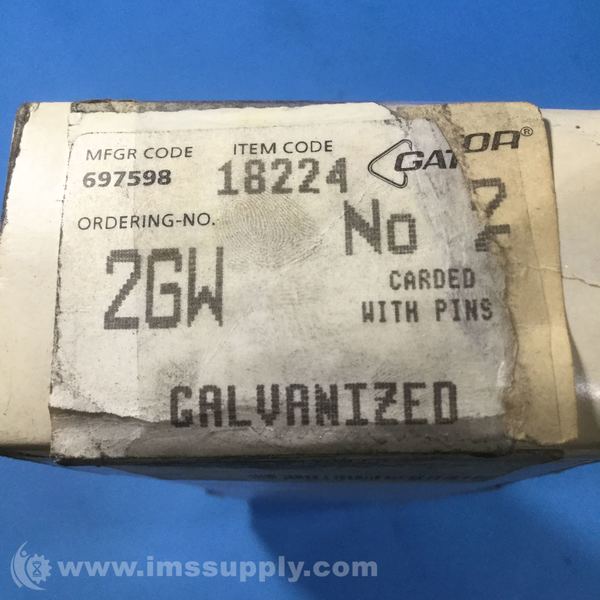 MFGR CODE ITEM CODE GATOR®
697598 18224
ORDERING-NO. No 2
2GW CARDED
WITH PINS
GALVANIZED
www.imssupply.com